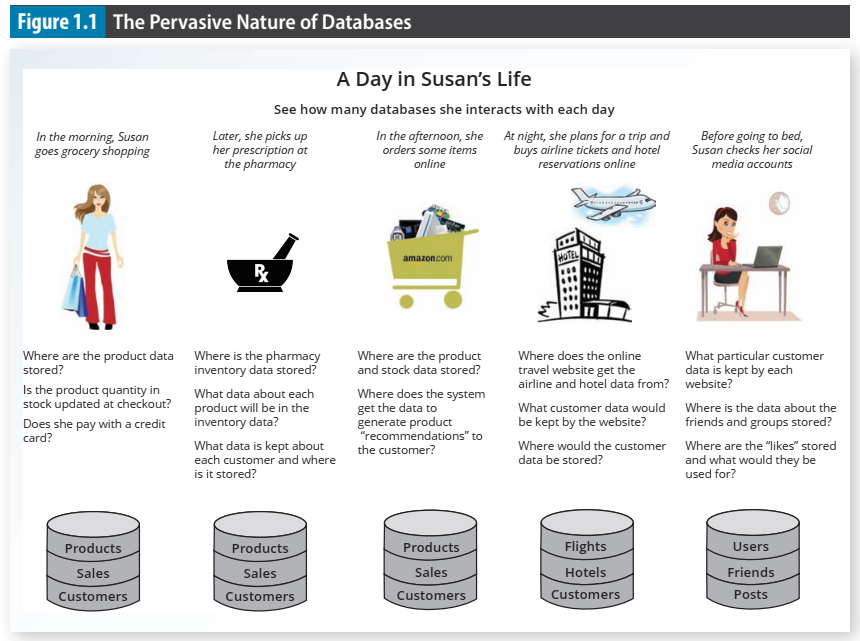 Figure 1.1 The Pervasive Nature of Databases
A Day in Susan's Life
See how many databases she interacts with each day
In the morning, Susan
goes grocery shopping
Later, she picks up
her prescription at
the pharmacy
In the afternoon, she
orders some items
online
At night, she plans for a trip and
buys airline tickets and hotel
reservations online
Before going to bed,
Susan checks her social
media accounts
Rx
amazon.com
HOTEL
Where are the product data
stored?
Is the product quantity in
stock updated at checkout?
Does she pay with a credit
card?
Where is the pharmacy
inventory data stored?
What data about each
product will be in the
inventory data?
What data is kept about
each customer and where
is it stored?
Where are the product
and stock data stored?
Where does the system
get the data to
generate product
“recommendations” to
the customer?
Where does the online
travel website get the
airline and hotel data from?
What customer data would
be kept by the website?
Where would the customer
data be stored?
What particular customer
data is kept by each
website?
Where is the data about the
friends and groups stored?
Where are the “likes” stored
and what would they be
used for?
Products
Sales
Customers
Products
Sales
Customers
Products
Sales
Customers
Flights
Hotels
Customers
Users
Friends
Posts